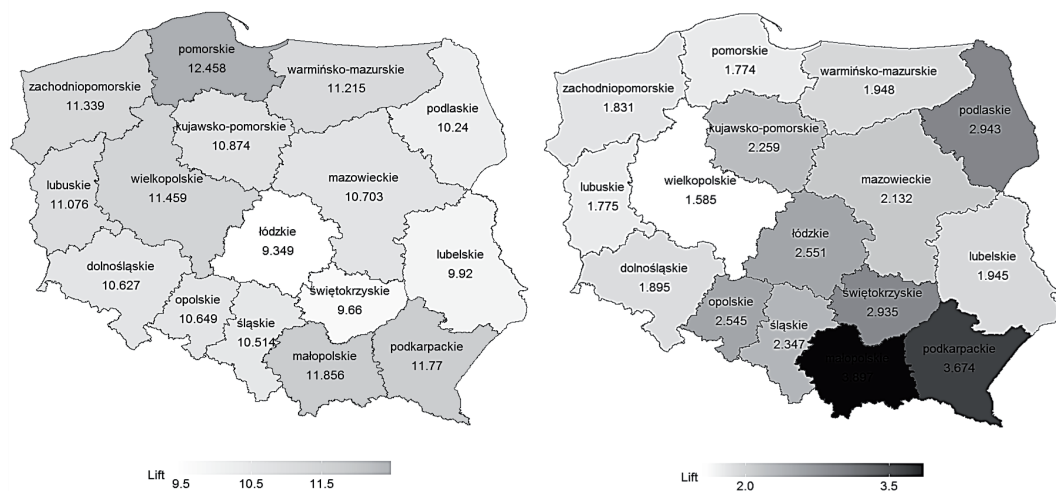 pomorskie
12.458
warmińsko-mazurskie
11.215
zachodniopomorskie
11.339
podlaskie
10.24
kujawsko-pomorskie
10.874
lubuskie
11.076
wielkopolskie
11.459
mazowieckie
10.703
łódzkie
9.349
lubelskie
9.92
dolnośląskie
10.627
opolskie
10.649
śląskie
10.514
świętokrzyskie
9.66
małopolskie
11.856
podkarpackie
11.77
Lift
9.5 10.5 11.5
pomorskie
1.774
warmińsko-mazurskie
1.948
zachodniopomorskie
1.831
podlaskie
2.943
kujawsko-pomorskie
2.259
lubuskie
1.775
wielkopolskie
1.585
mazowieckie
2.132
łódzkie
2.551
lubelskie
1.945
dolnośląskie
1.895
opolskie
2.545
śląskie
2.347
świętokrzyskie
2.935
podkarpackie
3.674
Lift
2.0 3.5